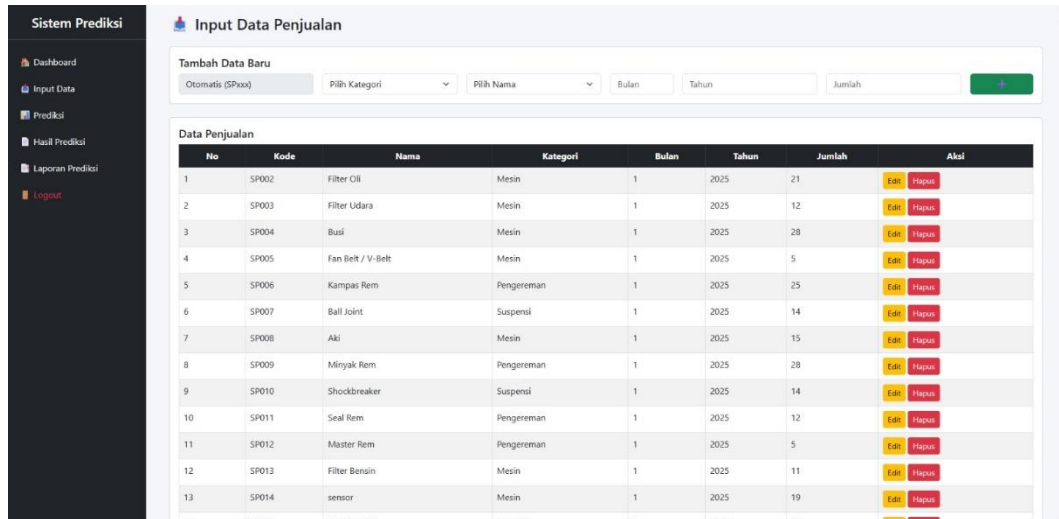 Sistem Prediksi
Dashboard
Input Data
Prediksi
Hasil Prediksi
Laporan Prediksi
Logout
Input Data Penjualan
Tambah Data Baru
Otomatis (SPxxx) Pilih Kategori Pilih Nama Bulan Tahun Jumlah +
Data Penjualan
No Kode Nama Kategori Bulan Tahun Jumlah Aksi
1 SP002 Filter Oli Mesin 1 2025 21 Edit Hapus
2 SP003 Filter Udara Mesin 1 2025 12 Edit Hapus
3 SP004 Busi Mesin 1 2025 28 Edit Hapus
4 SP005 Fan Belt / V-Belt Mesin 1 2025 5 Edit Hapus
5 SP006 Kampas Rem Pengereman 1 2025 25 Edit Hapus
6 SP007 Ball Joint Suspensi 1 2025 14 Edit Hapus
7 SP008 Aki Mesin 1 2025 15 Edit Hapus
8 SP009 Minyak Rem Pengereman 1 2025 28 Edit Hapus
9 SP010 Shockbreaker Suspensi 1 2025 14 Edit Hapus
10 SP011 Seal Rem Pengereman 1 2025 12 Edit Hapus
11 SP012 Master Rem Pengereman 1 2025 5 Edit Hapus
12 SP013 Filter Bensin Mesin 1 2025 11 Edit Hapus
13 SP014 sensor Mesin 1 2025 19 Edit Hapus